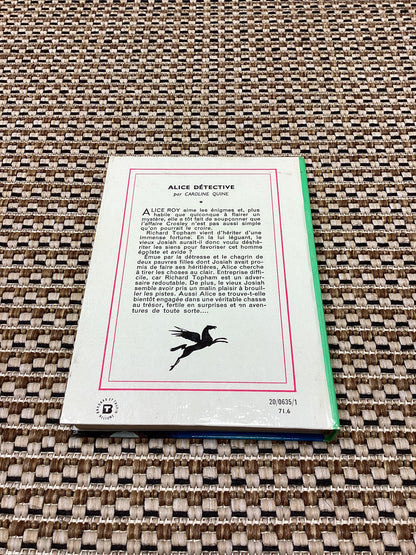 ALICE DÉTECTIVE
par CAROLINE QUINE
*
ALICE ROY aime les énigmes et, plus
habile que quiconque à flairer un
mystère, elle a tôt fait de soupçonner que
l'affaire Crosley n'est pas aussi simple
qu'on pourrait le croire.
Richard Topham vient d'hériter d'une
immense fortune. En la lui léguant, le
vieux Josiah aurait-il donc voulu déshé-
riter les siens pour favoriser cet homme
égoïste et avide ?
Émue par la détresse et le chagrin de
deux pauvres filles dont Josiah avait pro-
mis de faire ses héritières, Alice cherche
à tirer les choses au clair. Entreprise diffi-
cile, car Richard Topham est un adver-
saire redoutable. De plus, le vieux Josiah
semble avoir pris un malin plaisir à brouil-
ler les pistes. Aussi Alice se trouve-t-elle
bientôt engagée dans une véritable chasse
au trésor, fertile en surprises et en aven-
tures de toute sorte....
T
20/0635/1
71.6